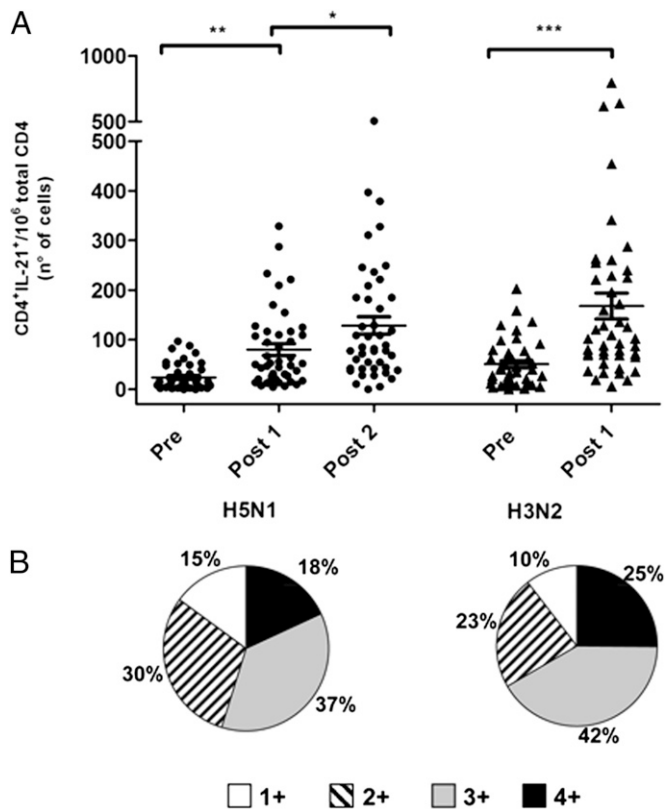 A
** * ***
CD4⁺IL-21⁺/10⁶ total CD4
(n° of cells)
1000
500
500
400
300
200
100
0
Pre Post 1 Post 2 Pre Post 1
H5N1 H3N2
B
15% 18% 30% 37%
10% 25% 23% 42%
1+ 2+ 3+ 4+